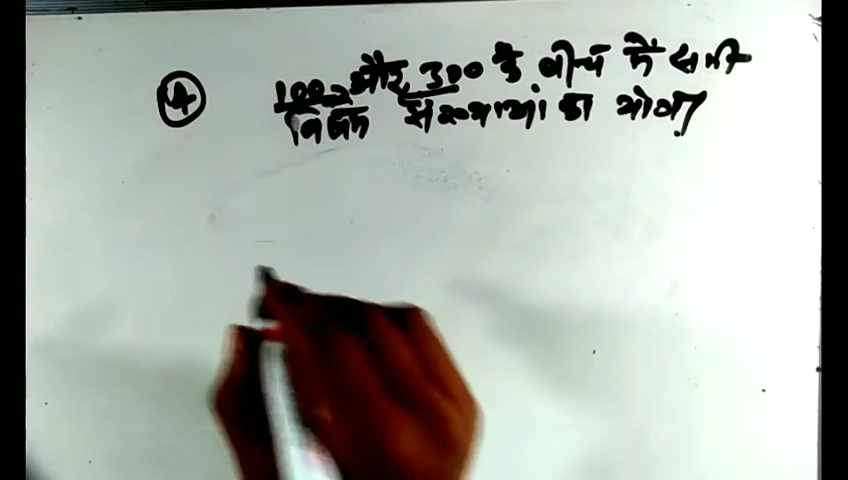 ④ 100 और 300 के बीच में सभी
विषम संख्याओं का योग